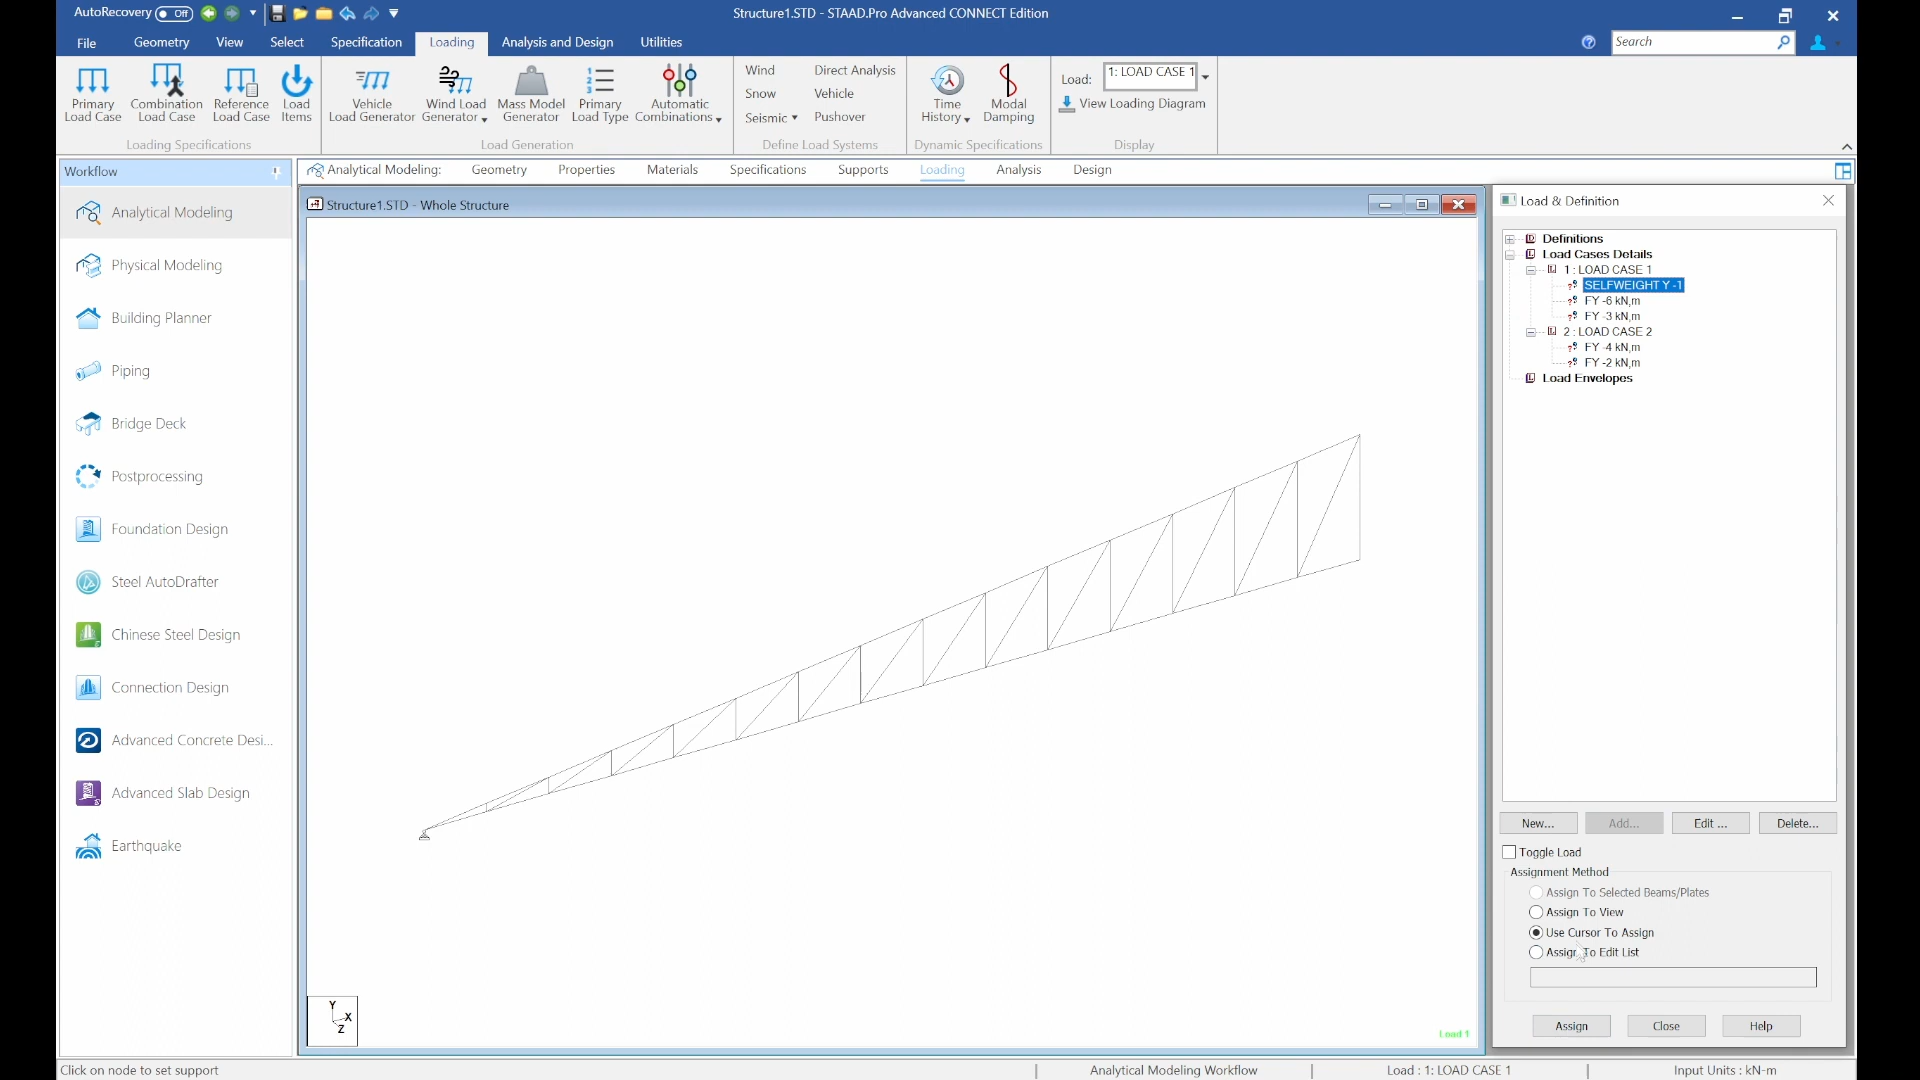 AutoRecovery Off
Structure1.STD - STAAD.Pro Advanced CONNECT Edition
File Geometry View Select Specification Loading Analysis and Design Utilities
Search
Primary Load Case
Combination Load Case
Reference Load Case
Load Items
Loading Specifications
Vehicle Load Generator
Wind Load Generator
Mass Model Generator
Primary Load Type
Automatic Combinations
Load Generation
Wind
Snow
Seismic
Direct Analysis
Vehicle
Pushover
Define Load Systems
Time History
Modal Damping
Dynamic Specifications
Load: 1: LOAD CASE 1
View Loading Diagram
Display
Workflow
Analytical Modeling: Geometry Properties Materials Specifications Supports Loading Analysis Design
Analytical Modeling
Physical Modeling
Building Planner
Piping
Bridge Deck
Postprocessing
Foundation Design
Steel AutoDrafter
Chinese Steel Design
Connection Design
Advanced Concrete Desi...
Advanced Slab Design
Earthquake
Structure1.STD - Whole Structure
Y
X
Z
Load 1
Load & Definition
Definitions
Load Cases Details
1 : LOAD CASE 1
SELFWEIGHT Y -1
FY -6 kN,m
FY -3 kN,m
2 : LOAD CASE 2
FY -4 kN,m
FY -2 kN,m
Load Envelopes
New... Add... Edit ... Delete...
Toggle Load
Assignment Method
Assign To Selected Beams/Plates
Assign To View
Use Cursor To Assign
Assign To Edit List
Assign Close Help
Click on node to set support
Analytical Modeling Workflow
Load : 1: LOAD CASE 1
Input Units : kN-m